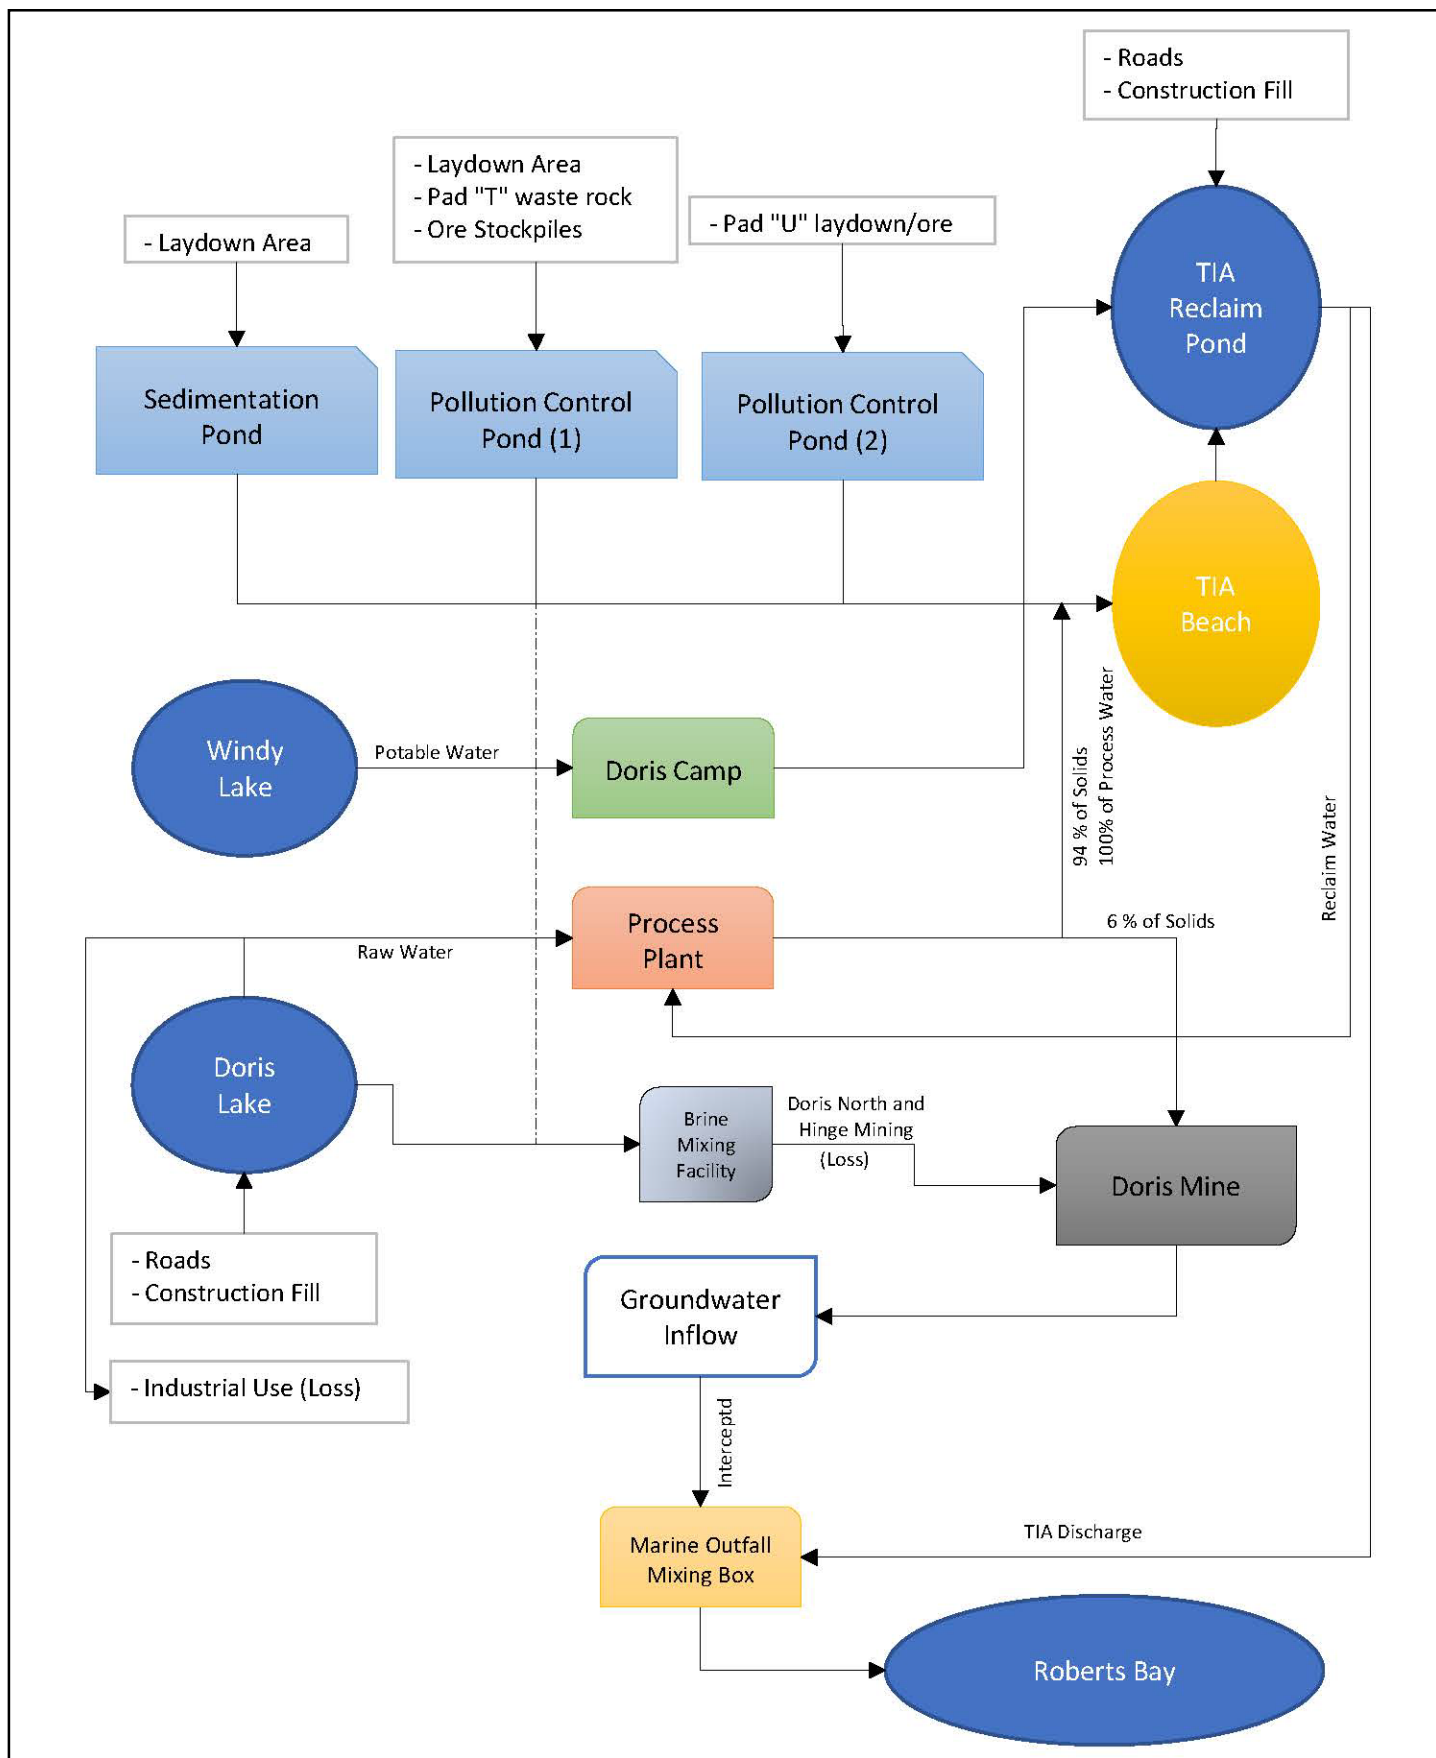 - Roads
- Construction Fill
- Laydown Area
- Pad "T" waste rock
- Ore Stockpiles
- Laydown Area
- Pad "U" laydown/ore
TIA
Reclaim
Pond
Sedimentation
Pond
Pollution Control
Pond (1)
Pollution Control
Pond (2)
TIA
Beach
Windy
Lake
Potable Water
Doris Camp
94 % of Solids
100% of Process Water
Reclaim Water
Raw Water
Process
Plant
6 % of Solids
Doris
Lake
Brine
Mixing
Facility
Doris North and
Hinge Mining
(Loss)
Doris Mine
- Roads
- Construction Fill
Groundwater
Inflow
- Industrial Use (Loss)
Interceptd
Marine Outfall
Mixing Box
TIA Discharge
Roberts Bay